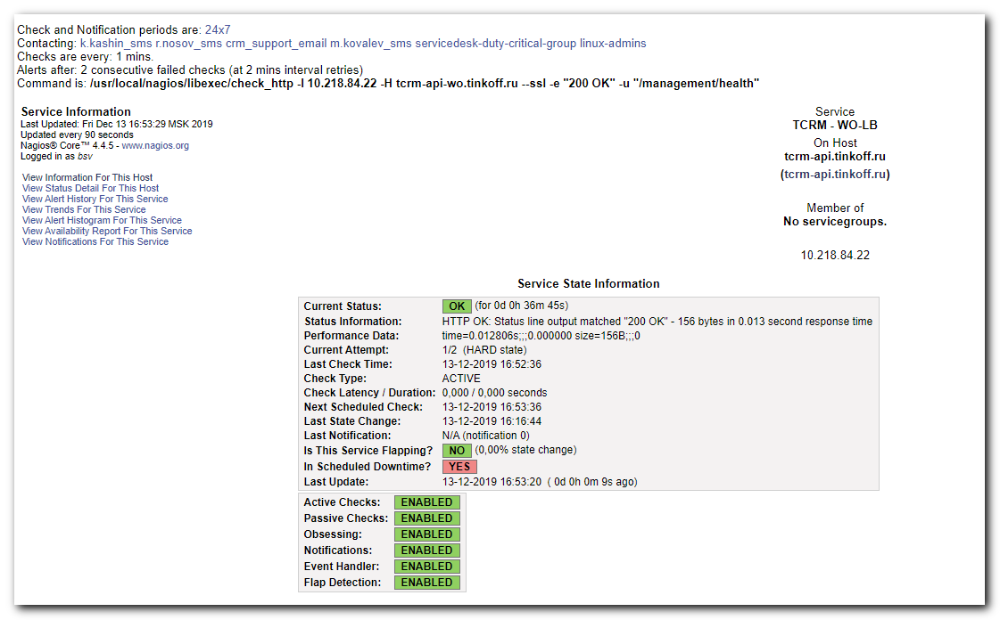 Check and Notification periods are: 24x7
Contacting: k.kashin_sms r.nosov_sms crm_support_email m.kovalev_sms servicedesk-duty-critical-group linux-admins
Checks are every: 1 mins.
Alerts after: 2 consecutive failed checks (at 2 mins interval retries)
Command is: /usr/local/nagios/libexec/check_http -I 10.218.84.22 -H tcrm-api-wo.tinkoff.ru --ssl -e "200 OK" -u "/management/health"
Service Information
Last Updated: Fri Dec 13 16:53:29 MSK 2019
Updated every 90 seconds
Nagios® Core™ 4.4.5 - www.nagios.org
Logged in as bsv
View Information For This Host
View Status Detail For This Host
View Alert History For This Service
View Trends For This Service
View Alert Histogram For This Service
View Availability Report For This Service
View Notifications For This Service
Service
TCRM - WO-LB
On Host
tcrm-api.tinkoff.ru
(tcrm-api.tinkoff.ru)
Member of
No servicegroups.
10.218.84.22
Service State Information
Current Status: OK (for 0d 0h 36m 45s)
Status Information: HTTP OK: Status line output matched "200 OK" - 156 bytes in 0.013 second response time
Performance Data: time=0.012806s;;;0.000000 size=156B;;;0
Current Attempt: 1/2 (HARD state)
Last Check Time: 13-12-2019 16:52:36
Check Type: ACTIVE
Check Latency / Duration: 0,000 / 0,000 seconds
Next Scheduled Check: 13-12-2019 16:53:36
Last State Change: 13-12-2019 16:16:44
Last Notification: N/A (notification 0)
Is This Service Flapping? NO (0,00% state change)
In Scheduled Downtime? YES
Last Update: 13-12-2019 16:53:20 ( 0d 0h 0m 9s ago)
Active Checks: ENABLED
Passive Checks: ENABLED
Obsessing: ENABLED
Notifications: ENABLED
Event Handler: ENABLED
Flap Detection: ENABLED